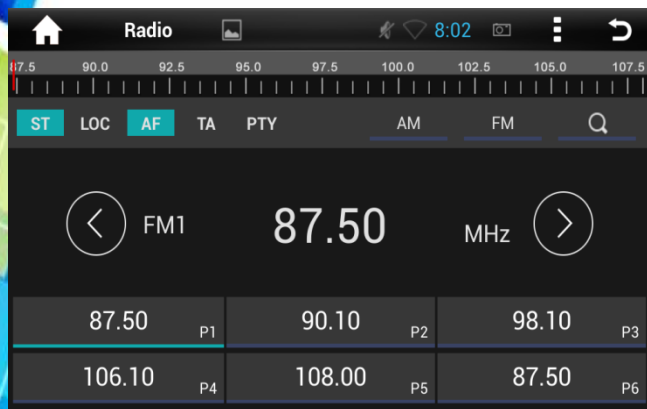 Radio 8:02
87.5 90.0 92.5 95.0 97.5 100.0 102.5 105.0 107.5
ST LOC AF TA PTY AM FM
FM1 87.50 MHz
87.50 P1 90.10 P2 98.10 P3
106.10 P4 108.00 P5 87.50 P6